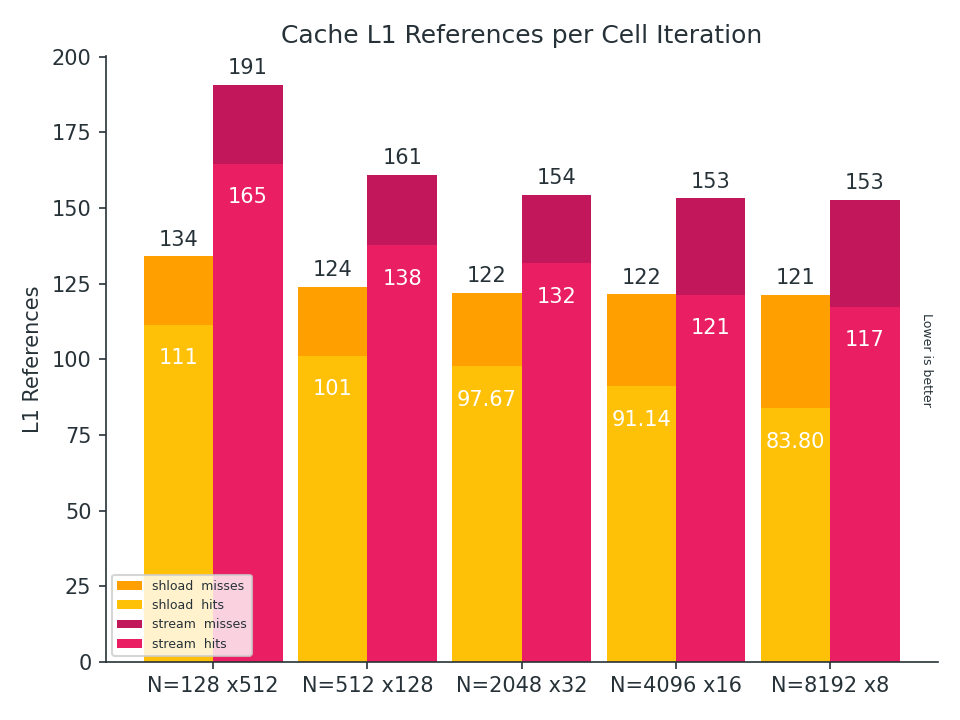 Cache L1 References per Cell Iteration
L1 References
200
175
150
125
100
75
50
25
0
134
111
191
165
124
101
161
138
122
97.67
154
132
122
91.14
153
121
121
83.80
153
117
Lower is better
shload misses
shload hits
stream misses
stream hits
N=128 x512
N=512 x128
N=2048 x32
N=4096 x16
N=8192 x8